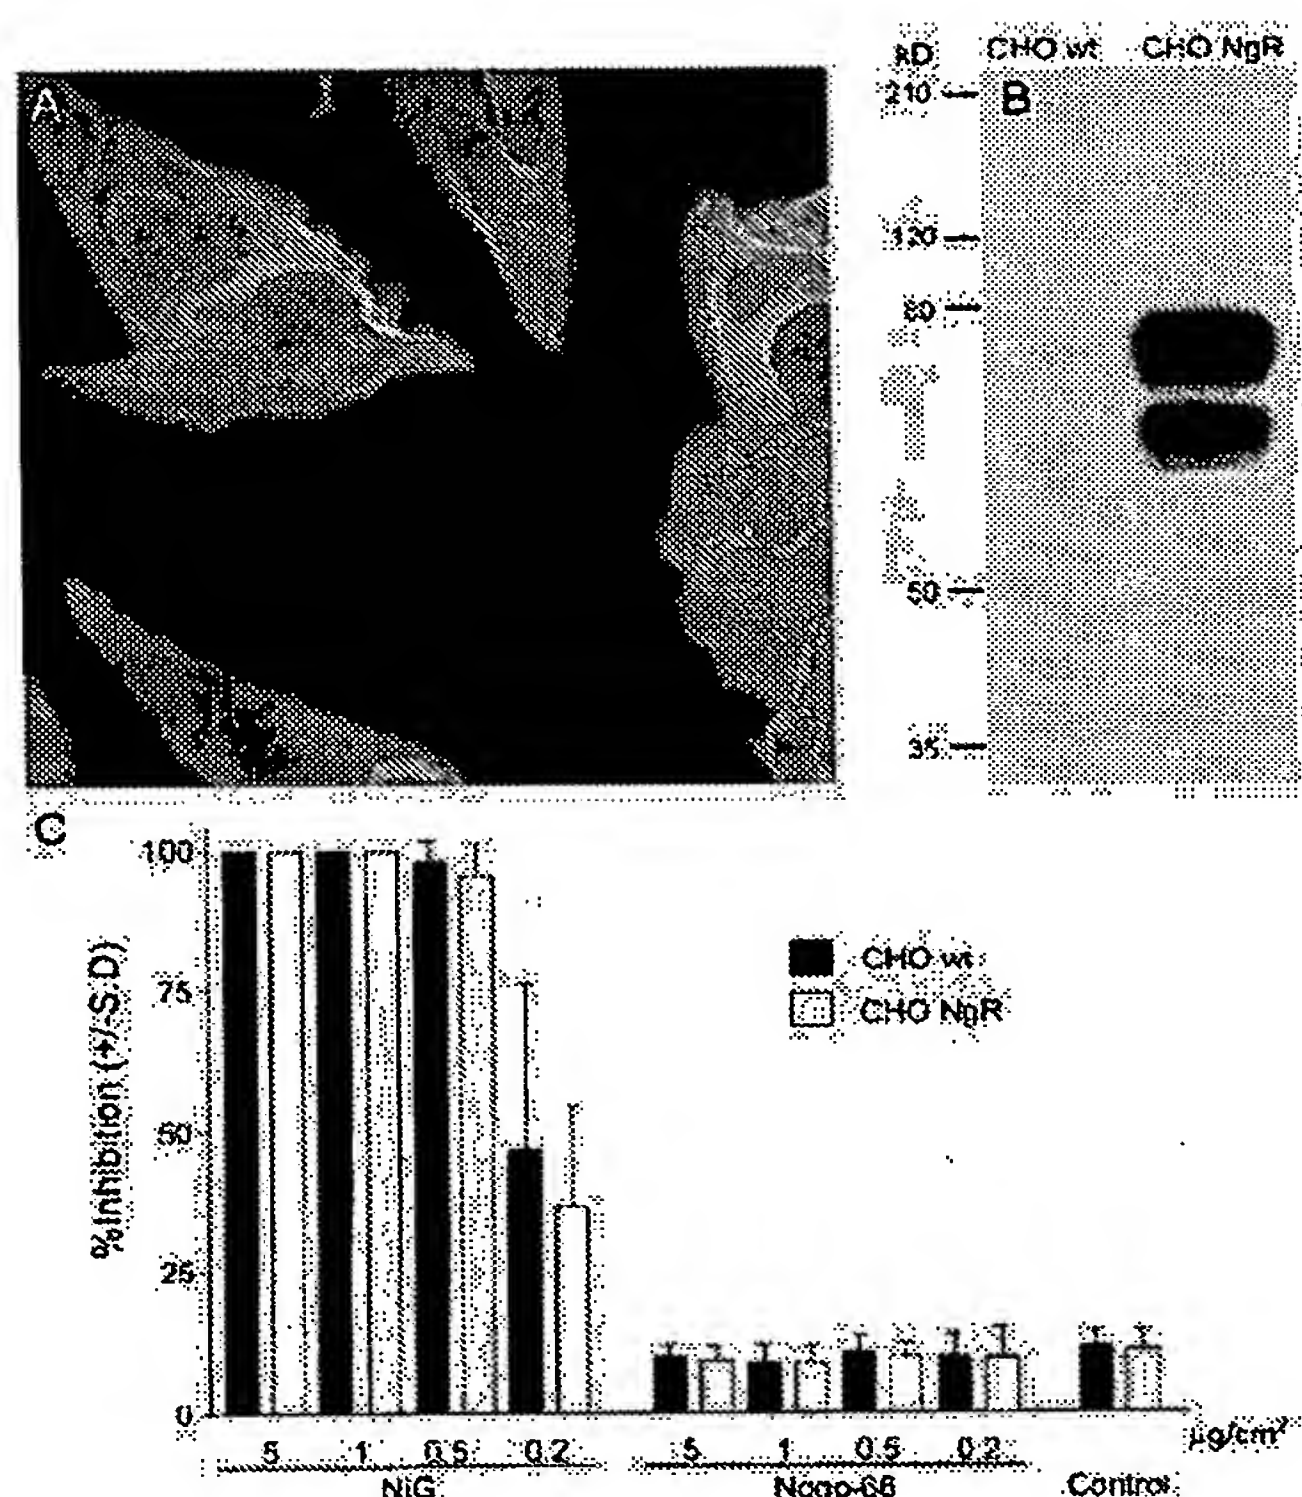 A
kD
CHO wt
CHO NgR
B
210
120
80
50
35
C
100
75
50
25
0
%Inhibition (+/-S.D)
CHO wt
CHO NgR
5 1 0.5 0.2 5 1 0.5 0.2 µg/cm²
NiG Nogo-66 Control